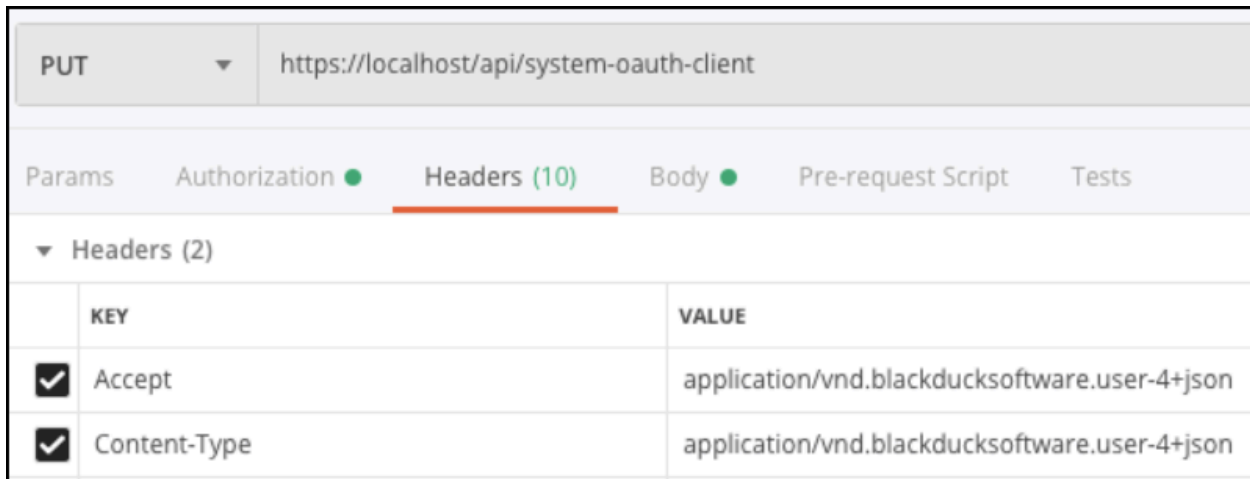 PUT https://localhost/api/system-oauth-client
Params Authorization Headers (10) Body Pre-request Script Tests
Headers (2)
KEY VALUE
Accept application/vnd.blackducksoftware.user-4+json
Content-Type application/vnd.blackducksoftware.user-4+json